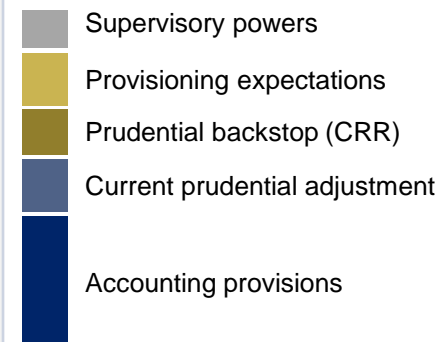 Supervisory powers
Provisioning expectations
Prudential backstop (CRR)
Current prudential adjustment
Accounting provisions